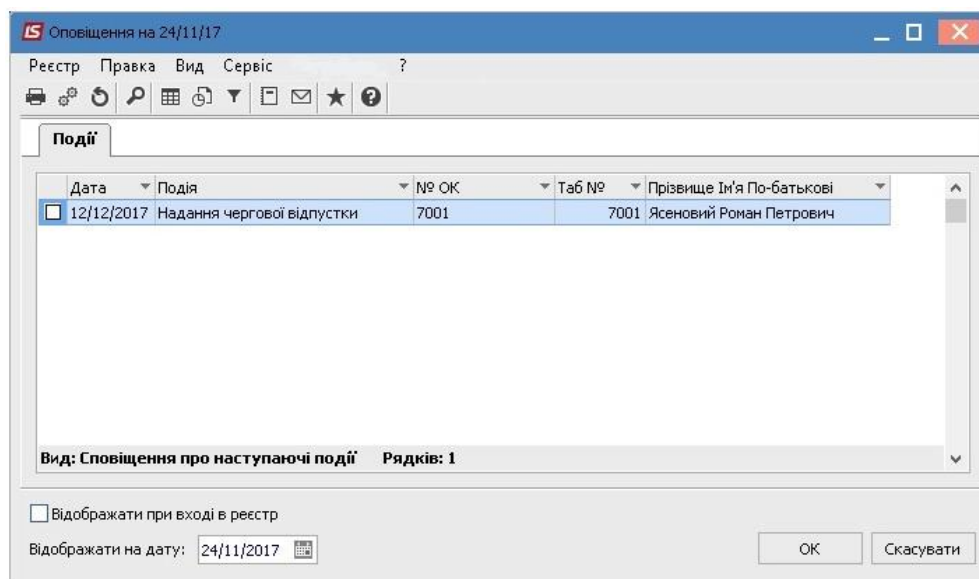 IS Оповіщення на 24/11/17
Реєстр Правка Вид Сервіс ?
Події
Дата Подія № ОК Таб № Прізвище Ім'я По-батькові
12/12/2017 Надання чергової відпустки 7001 7001 Ясеновий Роман Петрович
Вид: Сповіщення про наступаючі події Рядків: 1
Відображати при вході в реєстр
Відображати на дату: 24/11/2017 ОК Скасувати